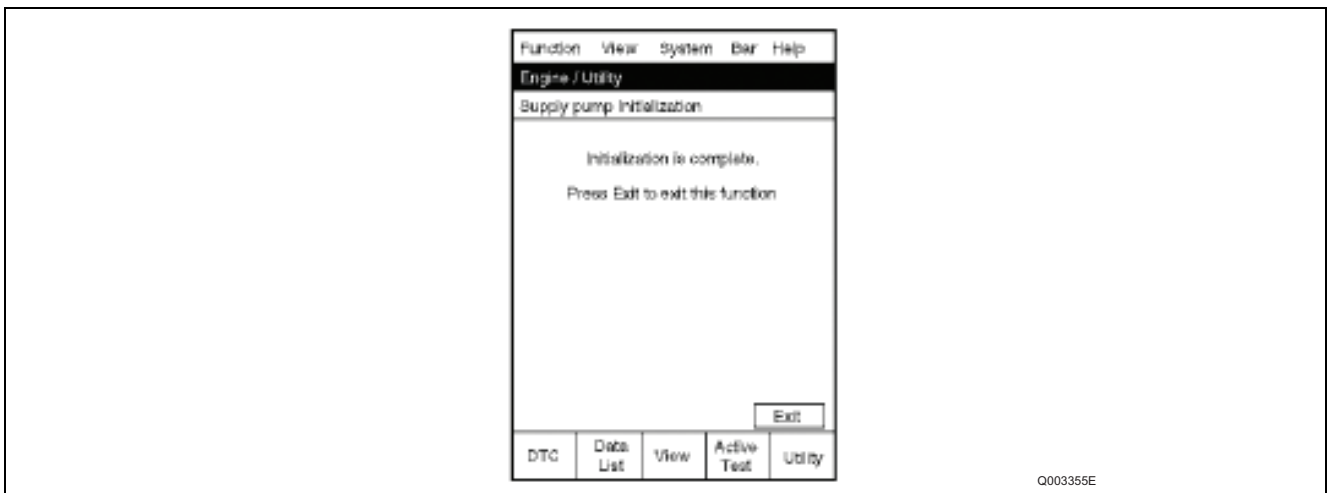 Function View System Bar Help
Engine / Utility
Supply pump Initialization
Initialization is complete.
Press Exit to exit this function
Exit
DTC Data List View Active Test Utility
Q003355E